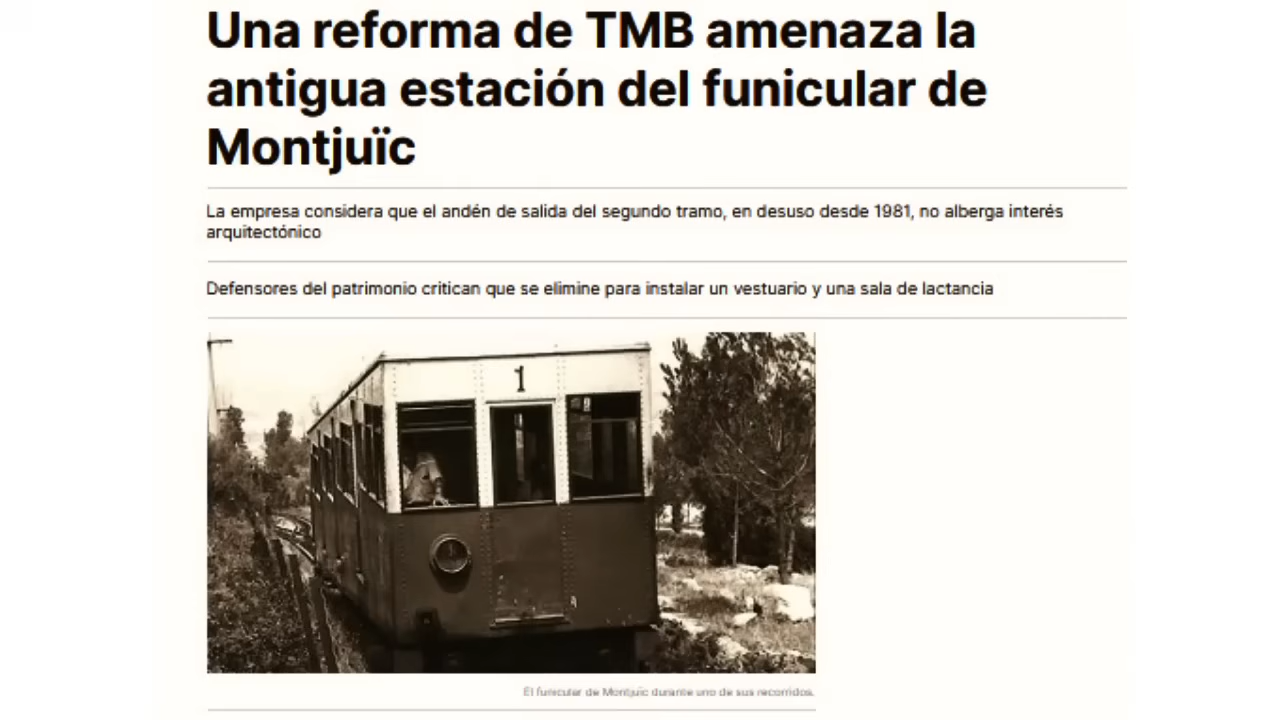 Una reforma de TMB amenaza la
antigua estación del funicular de
Montjuïc
La empresa considera que el andén de salida del segundo tramo, en desuso desde 1981, no alberga interés
arquitectónico
Defensores del patrimonio critican que se elimine para instalar un vestuario y una sala de lactancia
1
El funicular de Montjuïc durante uno de sus recorridos.